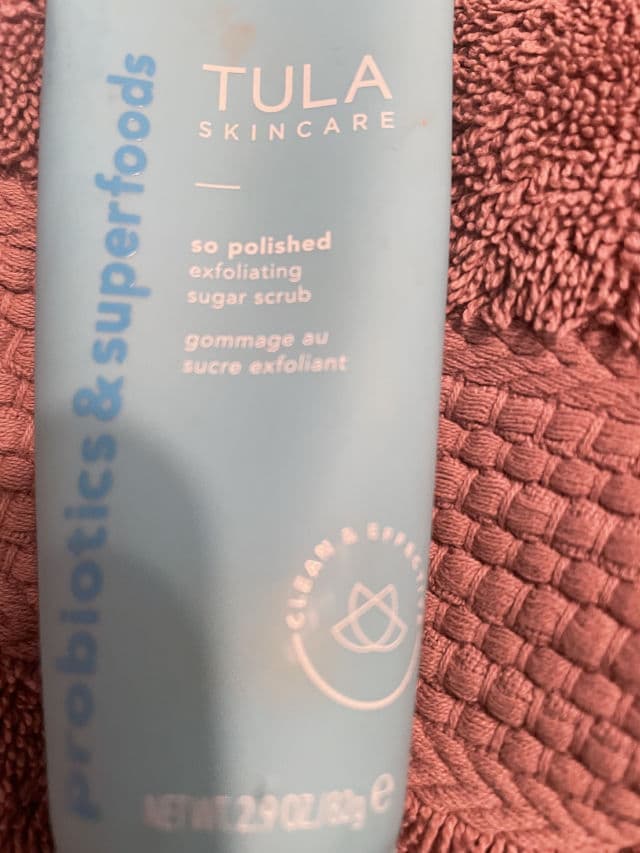 TULA
SKINCARE
so polished
exfoliating
sugar scrub
gommage au
sucre exfoliant
probiotics & superfoods
CLEAN & EFFECTIVE
NET WT. 2.9 OZ/82g e